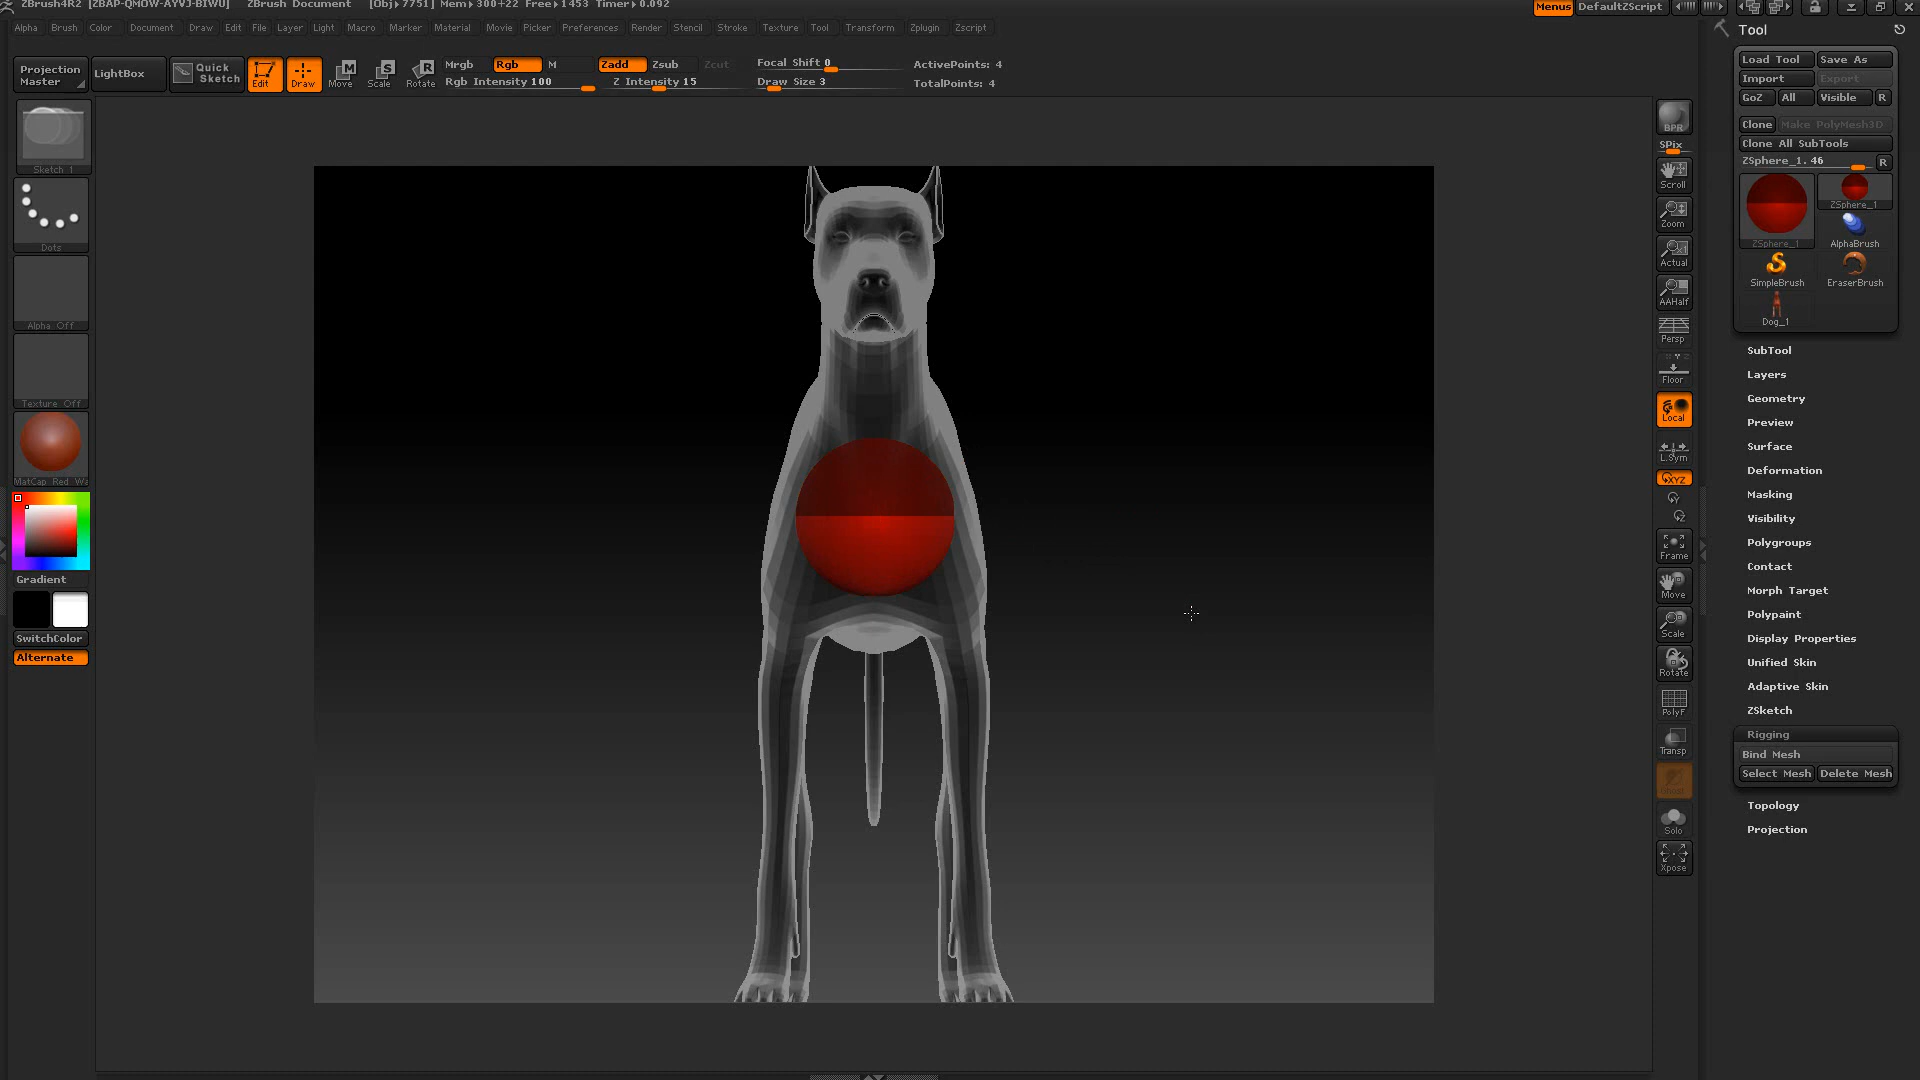 ZBrush4R2 [ZBAP-QMOW-AYVJ-BIWU] ZBrush Document [Obj▸7751] Mem▸300+22 Free▸1453 Timer▸0.092 Menus DefaultZScript
Alpha Brush Color Document Draw Edit File Layer Light Macro Marker Material Movie Picker Preferences Render Stencil Stroke Texture Tool Transform Zplugin Zscript
Projection Master
LightBox
Quick Sketch
Edit
Draw
Move
Scale
Rotate
Mrgb Rgb M
Rgb Intensity 100
Zadd Zsub Zcut
Z Intensity 15
Focal Shift 0
Draw Size 3
ActivePoints: 4
TotalPoints: 4
Sketch 1
Dots
Alpha Off
Texture Off
MatCap Red Wa
Gradient
SwitchColor
Alternate
BPR
SPix
Scroll
Zoom
Actual
AAHalf
Persp
Floor
Local
L.Sym
XYZ
Frame
Move
Scale
Rotate
PolyF
Transp
Solo
Xpose
Tool
Load Tool Save As
Import Export
GoZ All Visible R
Clone Make PolyMesh3D
Clone All SubTools
ZSphere_1. 46 R
ZSphere_1
ZSphere_1
AlphaBrush
SimpleBrush
EraserBrush
Dog_1
SubTool
Layers
Geometry
Preview
Surface
Deformation
Masking
Visibility
Polygroups
Contact
Morph Target
Polypaint
Display Properties
Unified Skin
Adaptive Skin
ZSketch
Rigging
Bind Mesh
Select Mesh Delete Mesh
Topology
Projection